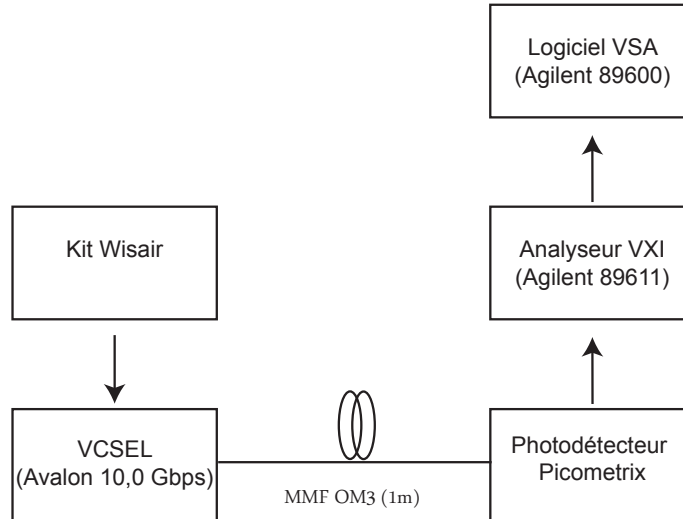 Logiciel VSA
(Agilent 89600)
Kit Wisair
Analyseur VXI
(Agilent 89611)
VCSEL
(Avalon 10,0 Gbps)
MMF OM3 (1m)
Photodétecteur
Picometrix